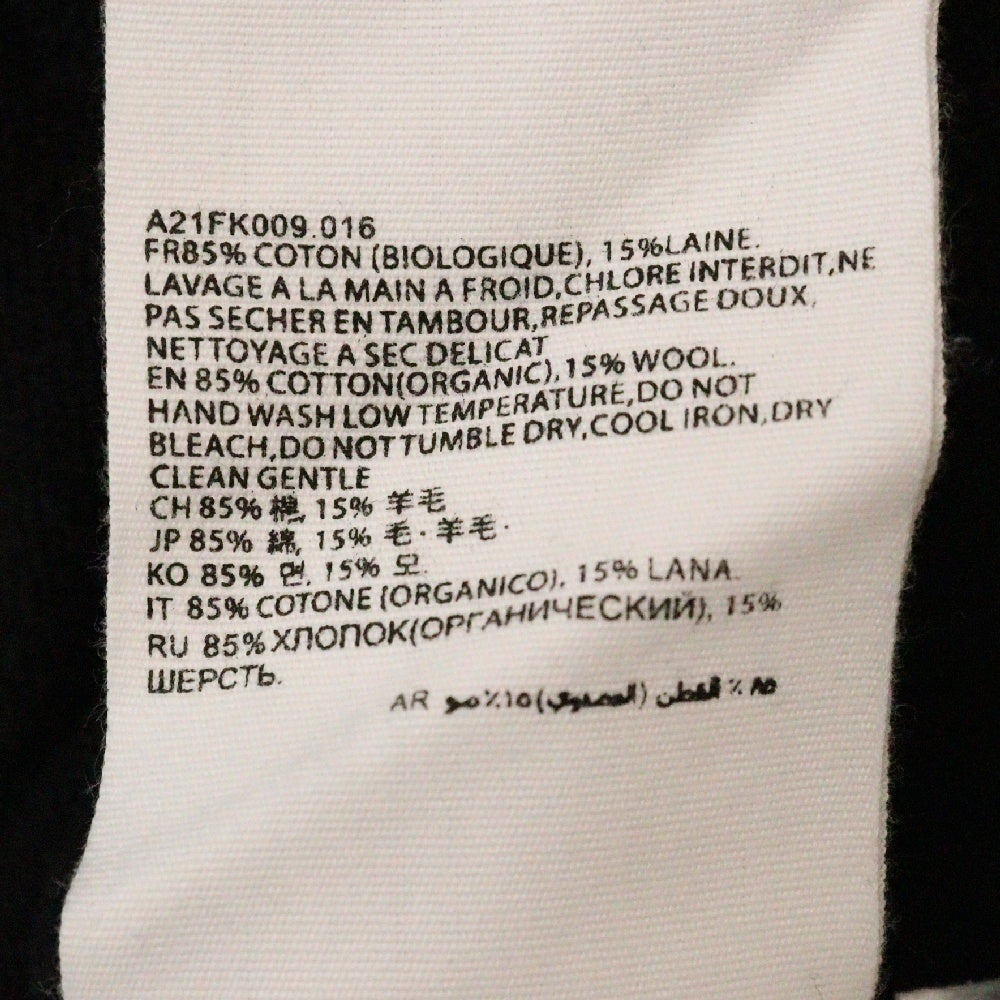 A21FK009.016
FR85% COTON (BIOLOGIQUE), 15%LAINE.
LAVAGE A LA MAIN A FROID,CHLORE INTERDIT,NE
PAS SECHER EN TAMBOUR,REPASSAGE DOUX,
NETTOYAGE A SEC DELICAT
EN 85% COTTON(ORGANIC), 15% WOOL.
HAND WASH LOW TEMPERATURE,DO NOT
BLEACH,DO NOT TUMBLE DRY,COOL IRON,DRY
CLEAN GENTLE
CH 85% 棉, 15% 羊毛
JP 85% 綿, 15% 毛·羊毛.
KO 85% 면, 15% 모.
IT 85% COTONE (ORGANICO), 15% LANA.
RU 85% ХЛОПОК(ОРГАНИЧЕСКИЙ), 15%
ШЕРСТЬ.
AR ٨٥ ٪ القطن (العضوي) ١٥٪